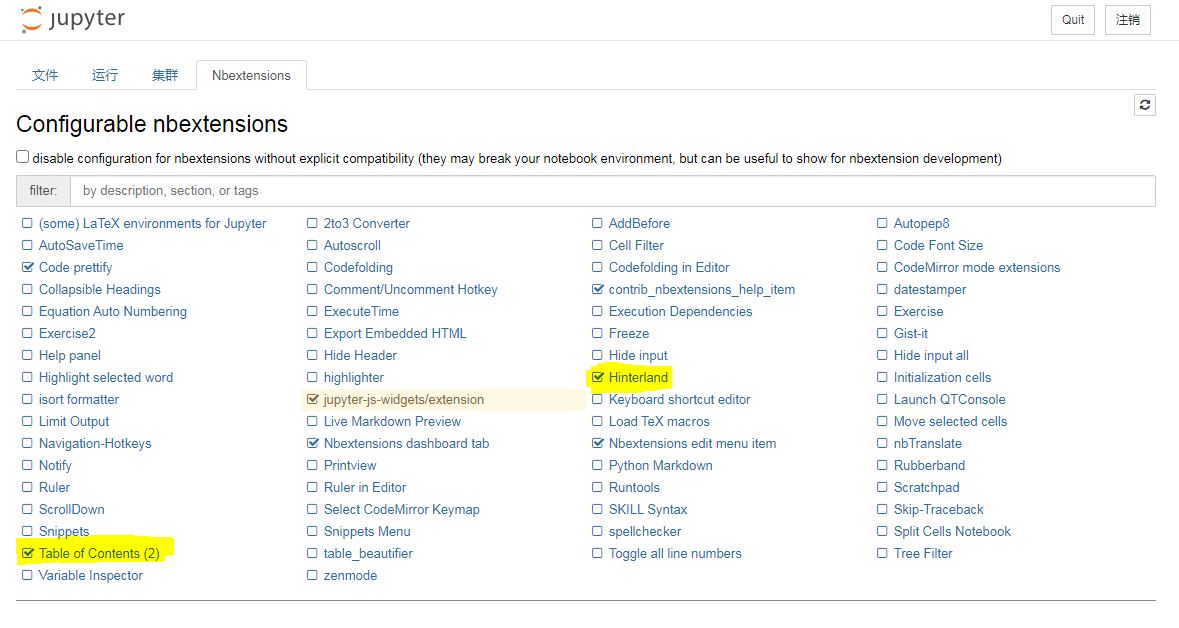 jupyter
Quit 注销
文件 运行 集群 Nbextensions
Configurable nbextensions
disable configuration for nbextensions without explicit compatibility (they may break your notebook environment, but can be useful to show for nbextension development)
filter: by description, section, or tags
(some) LaTeX environments for Jupyter 2to3 Converter AddBefore Autopep8
AutoSaveTime Autoscroll Cell Filter Code Font Size
Code prettify Codefolding Codefolding in Editor CodeMirror mode extensions
Collapsible Headings Comment/Uncomment Hotkey contrib_nbextensions_help_item datestamper
Equation Auto Numbering ExecuteTime Execution Dependencies Exercise
Exercise2 Export Embedded HTML Freeze Gist-it
Help panel Hide Header Hide input Hide input all
Highlight selected word highlighter Hinterland Initialization cells
isort formatter jupyter-js-widgets/extension Keyboard shortcut editor Launch QTConsole
Limit Output Live Markdown Preview Load TeX macros Move selected cells
Navigation-Hotkeys Nbextensions dashboard tab Nbextensions edit menu item nbTranslate
Notify Printview Python Markdown Rubberband
Ruler Ruler in Editor Runtools Scratchpad
ScrollDown Select CodeMirror Keymap SKILL Syntax Skip-Traceback
Snippets Snippets Menu spellchecker Split Cells Notebook
Table of Contents (2) table_beautifier Toggle all line numbers Tree Filter
Variable Inspector zenmode